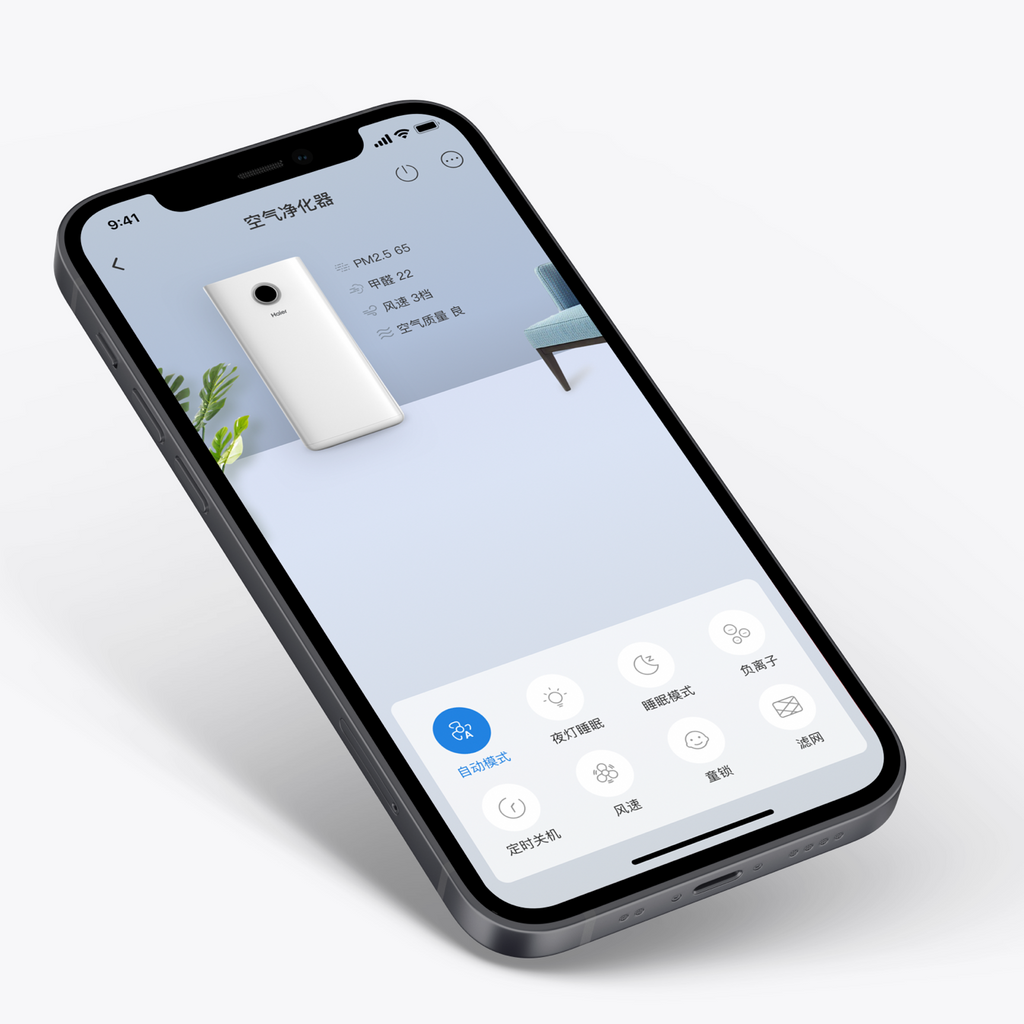 9:41
空气净化器
PM2.5 65
甲醛 22
风速 3档
空气质量 良
Haier
自动模式
夜灯睡眠
睡眠模式
负离子
定时关机
风速
童锁
滤网